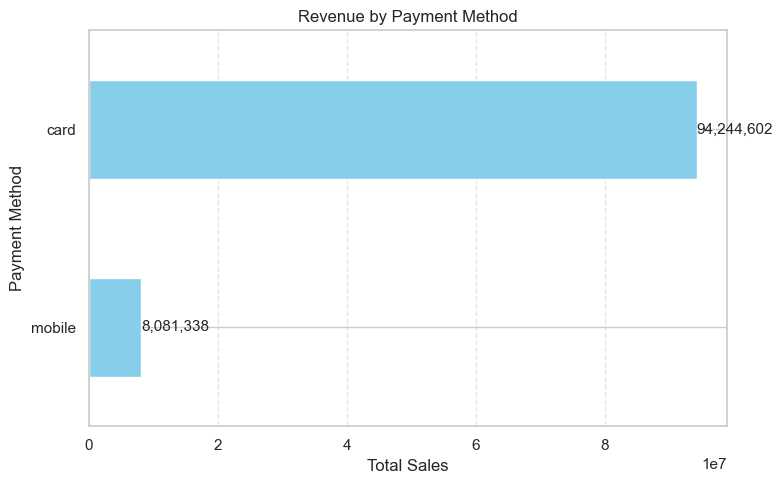 Revenue by Payment Method
Payment Method
card
94,244,602
mobile
8,081,338
0 2 4 6 8
1e7
Total Sales